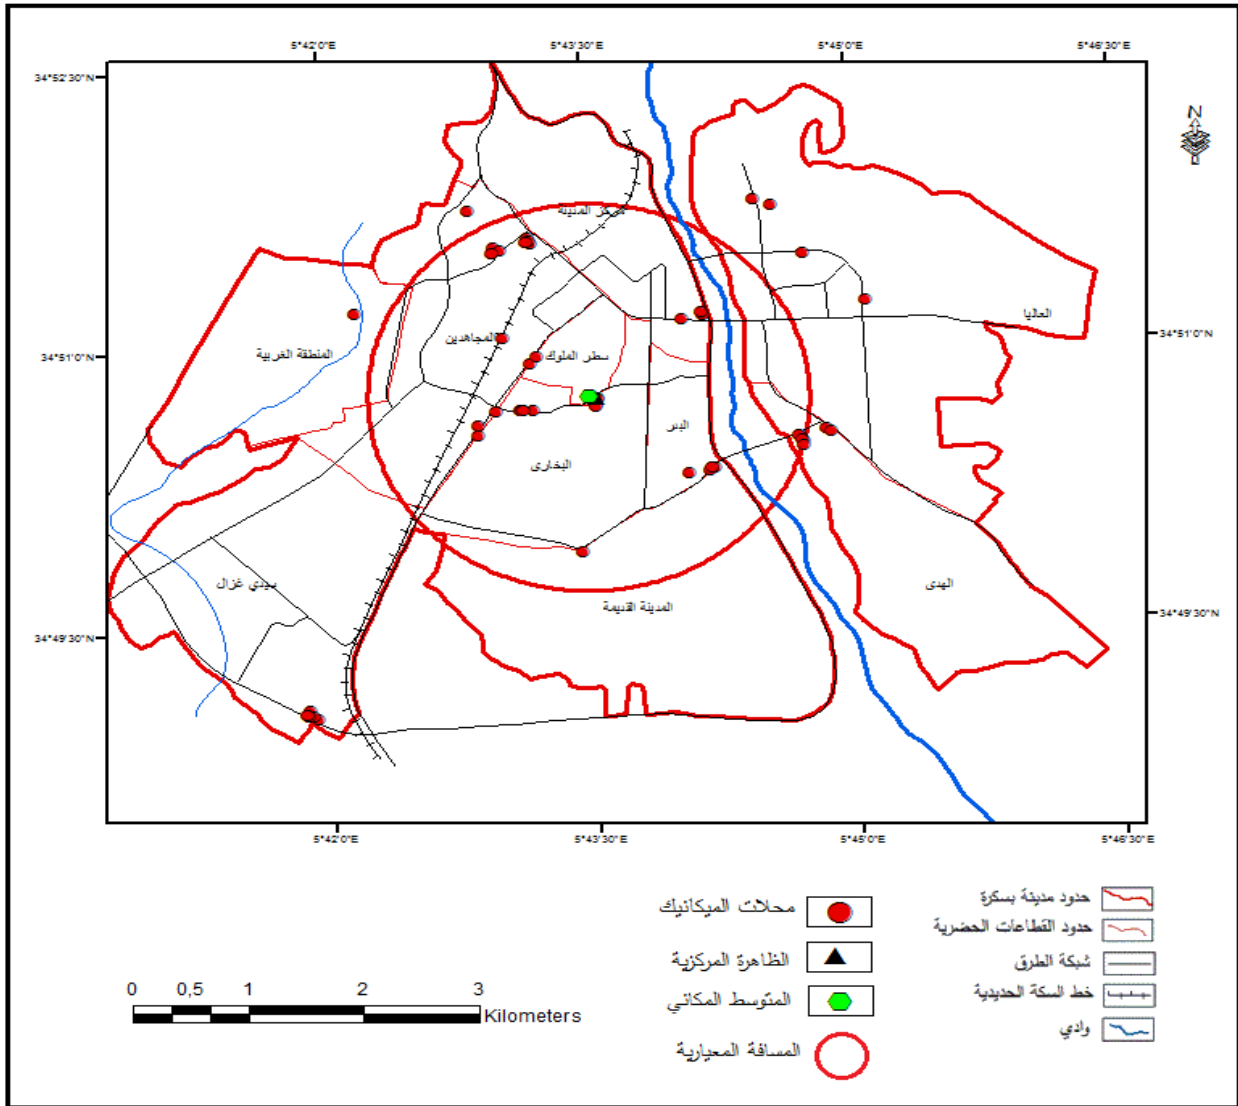 5°42'0"E 5°43'30"E 5°45'0"E 5°46'30"E
34°52'30"N
N
مركز المدينة
العاليا
34°51'0"N
المجاهدين
34°51'0"N
المنطقة الغربية
سطر الملوك
البخاري
سيدي غزال
الهدى
المدينة القديمة
34°49'30"N
34°49'30"N
5°42'0"E 5°43'30"E 5°45'0"E 5°46'30"E
محلات الميكانيك
الظاهرة المركزية
المتوسط المكاني
المسافة المعيارية
حدود مدينة بسكرة
حدود القطاعات الحضرية
شبكة الطرق
خط السكة الحديدية
وادي
0 0,5 1 2 3
Kilometers